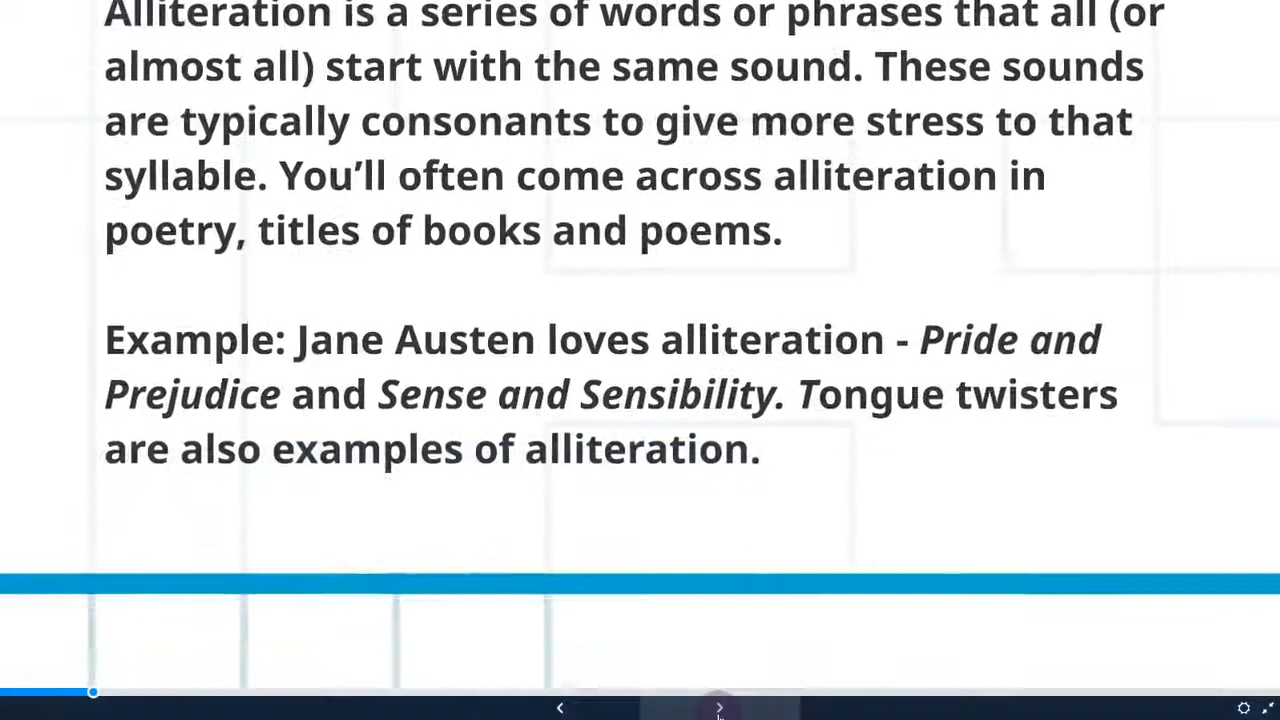 Alliteration is a series of words or phrases that all (or
almost all) start with the same sound. These sounds
are typically consonants to give more stress to that
syllable. You’ll often come across alliteration in
poetry, titles of books and poems.
Example: Jane Austen loves alliteration - Pride and
Prejudice and Sense and Sensibility. Tongue twisters
are also examples of alliteration.